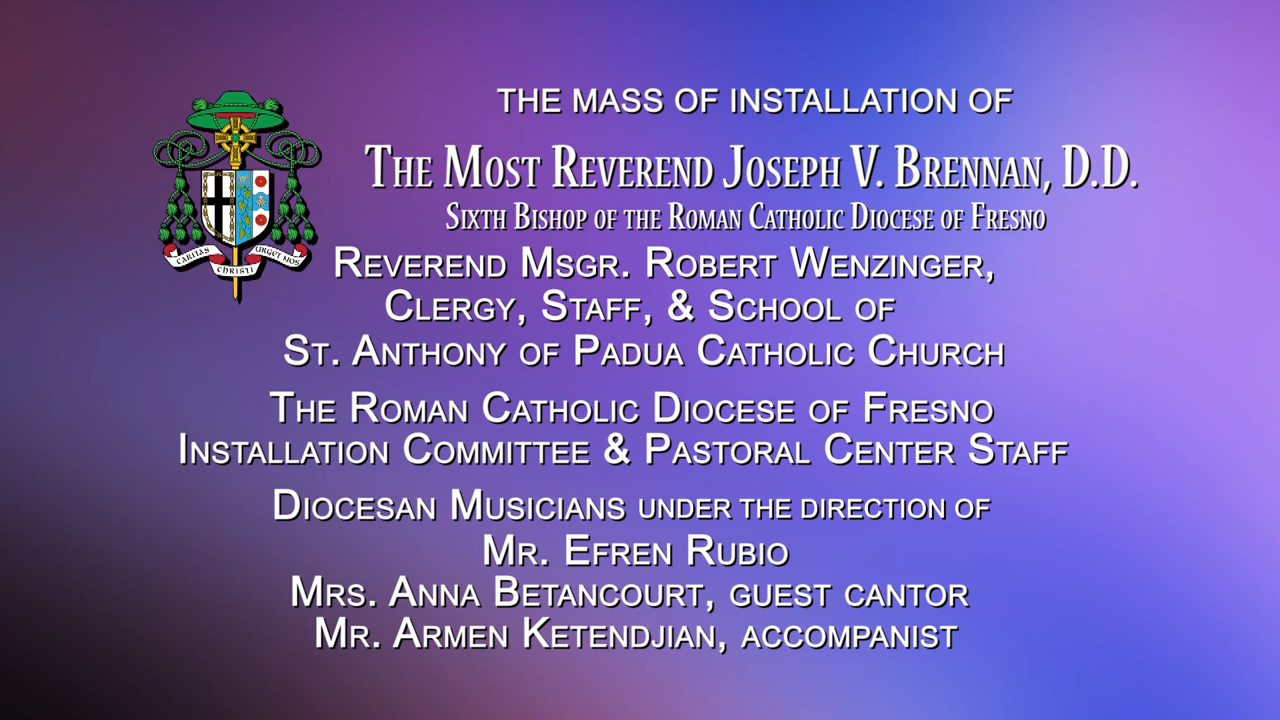 THE MASS OF INSTALLATION OF
THE MOST REVEREND JOSEPH V. BRENNAN, D.D.
SIXTH BISHOP OF THE ROMAN CATHOLIC DIOCESE OF FRESNO
CARITAS CHRISTI URGET NOS
REVEREND MSGR. ROBERT WENZINGER,
CLERGY, STAFF, & SCHOOL OF
ST. ANTHONY OF PADUA CATHOLIC CHURCH
THE ROMAN CATHOLIC DIOCESE OF FRESNO
INSTALLATION COMMITTEE & PASTORAL CENTER STAFF
DIOCESAN MUSICIANS UNDER THE DIRECTION OF
MR. EFREN RUBIO
MRS. ANNA BETANCOURT, GUEST CANTOR
MR. ARMEN KETENDJIAN, ACCOMPANIST